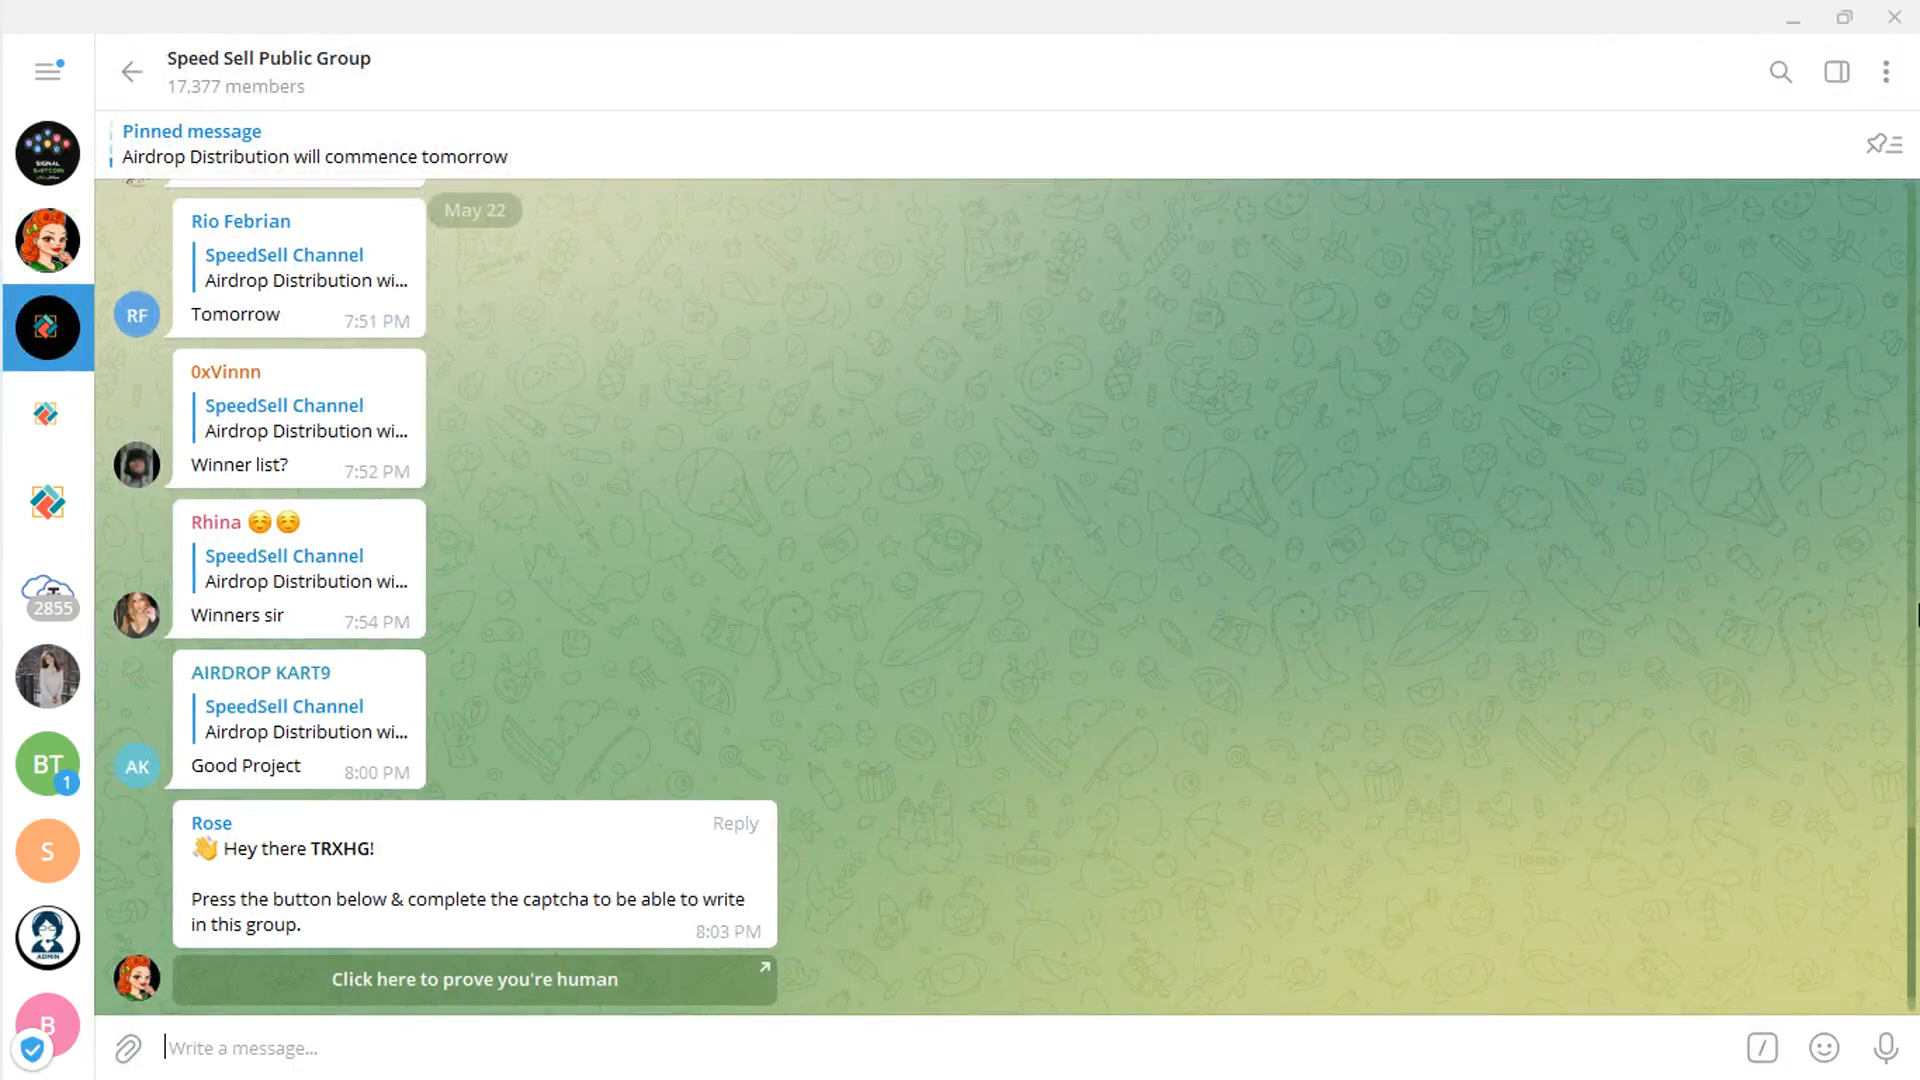 Speed Sell Public Group
17,377 members
Pinned message
Airdrop Distribution will commence tomorrow
May 22
Rio Febrian
SpeedSell Channel
Airdrop Distribution wi...
Tomorrow
7:51 PM
RF
0xVinnn
SpeedSell Channel
Airdrop Distribution wi...
Winner list?
7:52 PM
Rhina ☺️☺️
SpeedSell Channel
Airdrop Distribution wi...
Winners sir
7:54 PM
AIRDROP KART9
SpeedSell Channel
Airdrop Distribution wi...
Good Project
8:00 PM
AK
Rose
Reply
👋 Hey there TRXHG!
Press the button below & complete the captcha to be able to write
in this group.
8:03 PM
Click here to prove you're human
Write a message...
SIGNAL
2855
BT
1
S
ADMIN
B